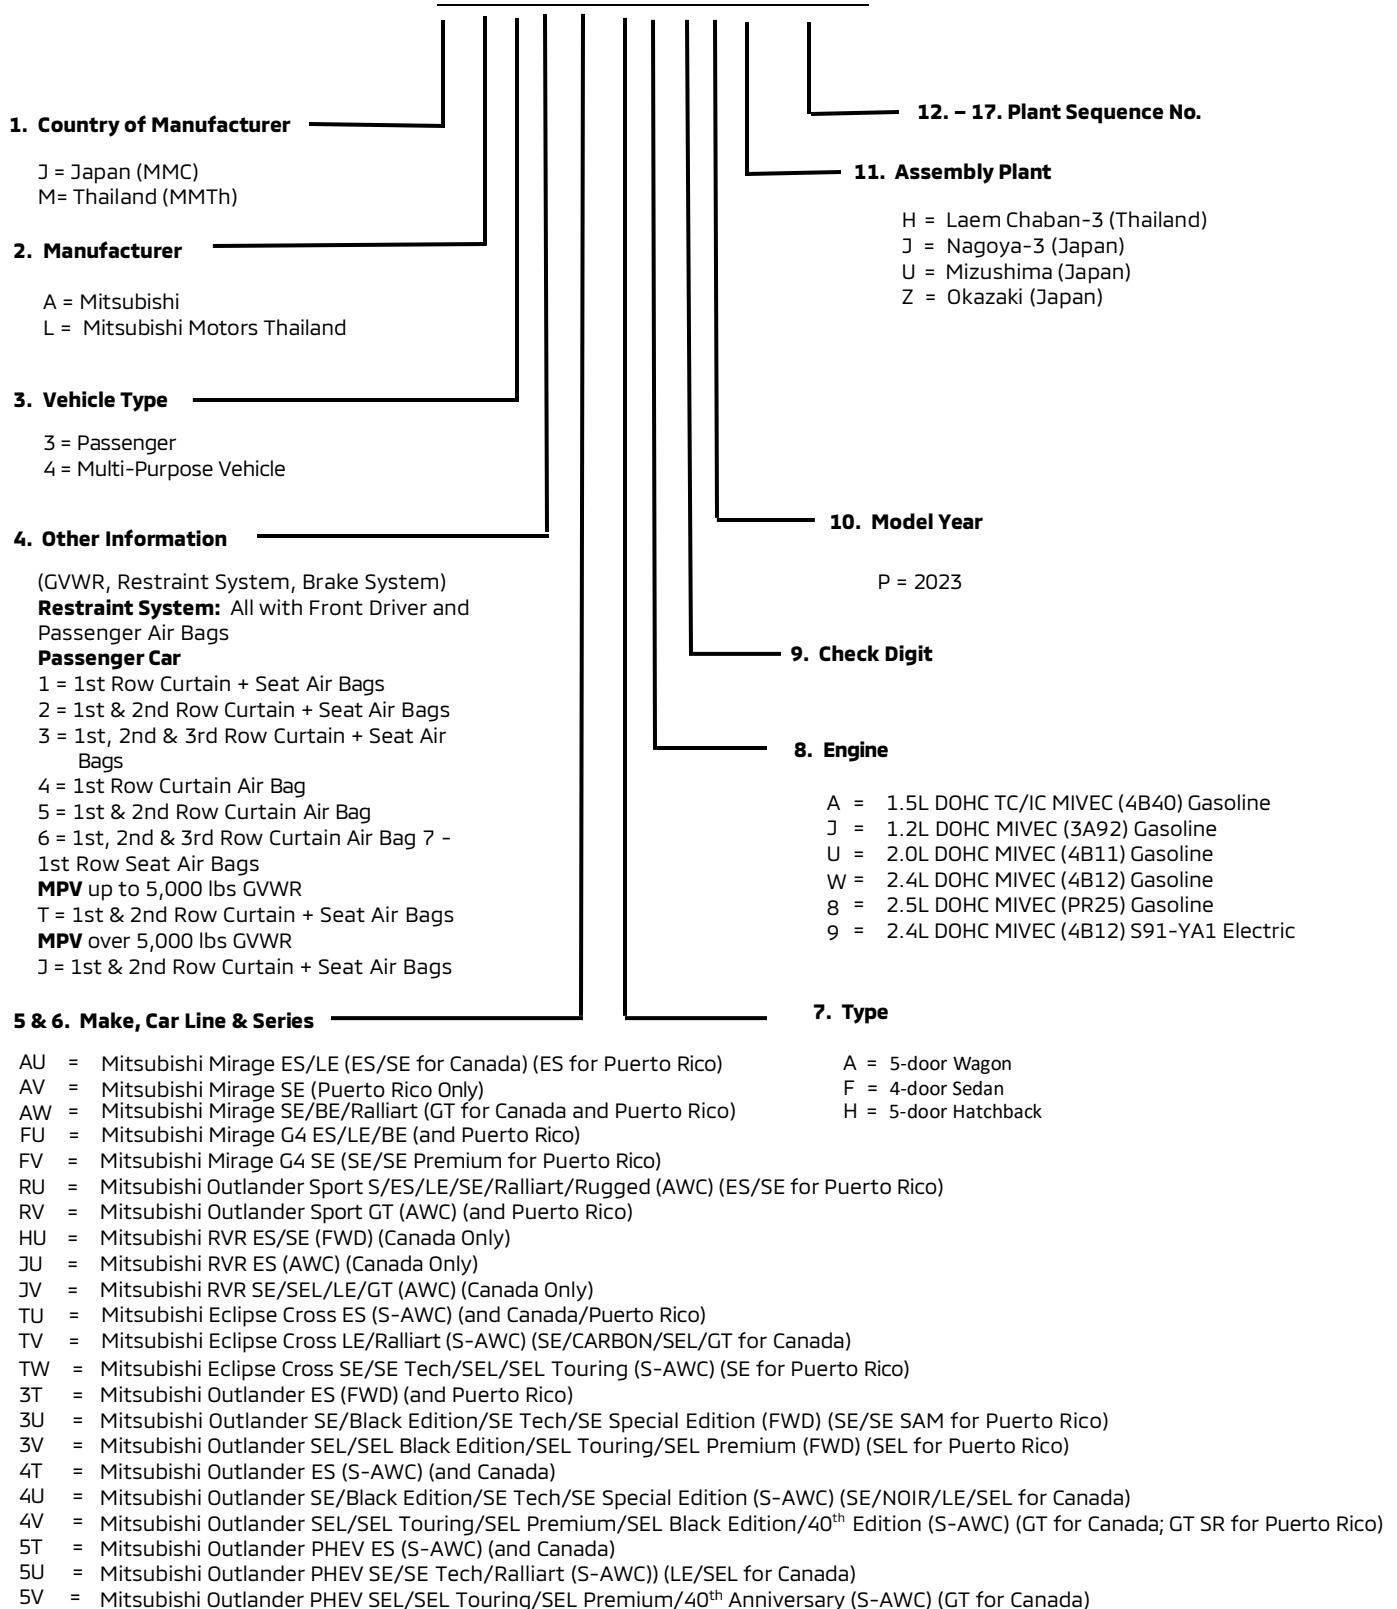 1. Country of Manufacturer
J = Japan (MMC)
M= Thailand (MMTh)
2. Manufacturer
A = Mitsubishi
L = Mitsubishi Motors Thailand
3. Vehicle Type
3 = Passenger
4 = Multi-Purpose Vehicle
4. Other Information
(GVWR, Restraint System, Brake System)
Restraint System: All with Front Driver and
Passenger Air Bags
Passenger Car
1 = 1st Row Curtain + Seat Air Bags
2 = 1st & 2nd Row Curtain + Seat Air Bags
3 = 1st, 2nd & 3rd Row Curtain + Seat Air
Bags
4 = 1st Row Curtain Air Bag
5 = 1st & 2nd Row Curtain Air Bag
6 = 1st, 2nd & 3rd Row Curtain Air Bag 7 -
1st Row Seat Air Bags
MPV up to 5,000 lbs GVWR
T = 1st & 2nd Row Curtain + Seat Air Bags
MPV over 5,000 lbs GVWR
J = 1st & 2nd Row Curtain + Seat Air Bags
12. – 17. Plant Sequence No.
11. Assembly Plant
H = Laem Chaban-3 (Thailand)
J = Nagoya-3 (Japan)
U = Mizushima (Japan)
Z = Okazaki (Japan)
10. Model Year
P = 2023
9. Check Digit
8. Engine
A = 1.5L DOHC TC/IC MIVEC (4B40) Gasoline
J = 1.2L DOHC MIVEC (3A92) Gasoline
U = 2.0L DOHC MIVEC (4B11) Gasoline
W = 2.4L DOHC MIVEC (4B12) Gasoline
8 = 2.5L DOHC MIVEC (PR25) Gasoline
9 = 2.4L DOHC MIVEC (4B12) S91-YA1 Electric
7. Type
A = 5-door Wagon
F = 4-door Sedan
H = 5-door Hatchback
5 & 6. Make, Car Line & Series
AU = Mitsubishi Mirage ES/LE (ES/SE for Canada) (ES for Puerto Rico)
AV = Mitsubishi Mirage SE (Puerto Rico Only)
AW = Mitsubishi Mirage SE/BE/Ralliart (GT for Canada and Puerto Rico)
FU = Mitsubishi Mirage G4 ES/LE/BE (and Puerto Rico)
FV = Mitsubishi Mirage G4 SE (SE/SE Premium for Puerto Rico)
RU = Mitsubishi Outlander Sport S/ES/LE/SE/Ralliart/Rugged (AWC) (ES/SE for Puerto Rico)
RV = Mitsubishi Outlander Sport GT (AWC) (and Puerto Rico)
HU = Mitsubishi RVR ES/SE (FWD) (Canada Only)
JU = Mitsubishi RVR ES (AWC) (Canada Only)
JV = Mitsubishi RVR SE/SEL/LE/GT (AWC) (Canada Only)
TU = Mitsubishi Eclipse Cross ES (S-AWC) (and Canada/Puerto Rico)
TV = Mitsubishi Eclipse Cross LE/Ralliart (S-AWC) (SE/CARBON/SEL/GT for Canada)
TW = Mitsubishi Eclipse Cross SE/SE Tech/SEL/SEL Touring (S-AWC) (SE for Puerto Rico)
3T = Mitsubishi Outlander ES (FWD) (and Puerto Rico)
3U = Mitsubishi Outlander SE/Black Edition/SE Tech/SE Special Edition (FWD) (SE/SE SAM for Puerto Rico)
3V = Mitsubishi Outlander SEL/SEL Black Edition/SEL Touring/SEL Premium (FWD) (SEL for Puerto Rico)
4T = Mitsubishi Outlander ES (S-AWC) (and Canada)
4U = Mitsubishi Outlander SE/Black Edition/SE Tech/SE Special Edition (S-AWC) (SE/NOIR/LE/SEL for Canada)
4V = Mitsubishi Outlander SEL/SEL Touring/SEL Premium/SEL Black Edition/40th Edition (S-AWC) (GT for Canada; GT SR for Puerto Rico)
5T = Mitsubishi Outlander PHEV ES (S-AWC) (and Canada)
5U = Mitsubishi Outlander PHEV SE/SE Tech/Ralliart (S-AWC)) (LE/SEL for Canada)
5V = Mitsubishi Outlander PHEV SEL/SEL Touring/SEL Premium/40th Anniversary (S-AWC) (GT for Canada)